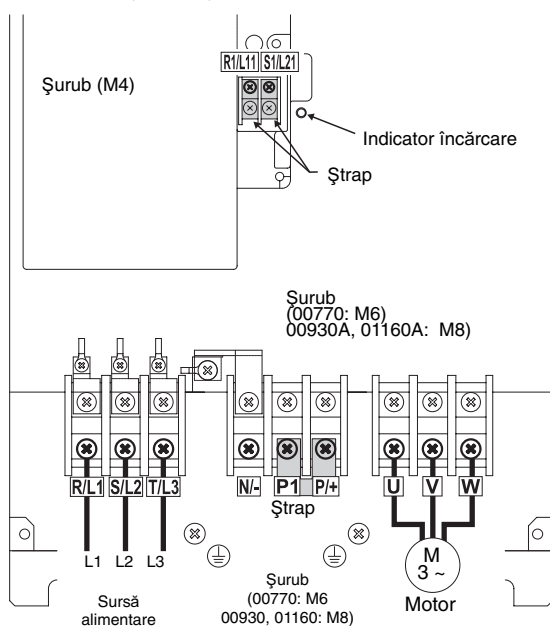 R1/L11 S1/L21
Şurub (M4)
Indicator încărcare
Ştrap
Şurub
(00770: M6)
00930A, 01160A: M8)
R/L1 S/L2 T/L3 N/- P1 P/+ U V W
Ştrap
L1 L2 L3
M
3 ~
Sursă
alimentare
Şurub
(00770: M6
00930, 01160: M8)
Motor